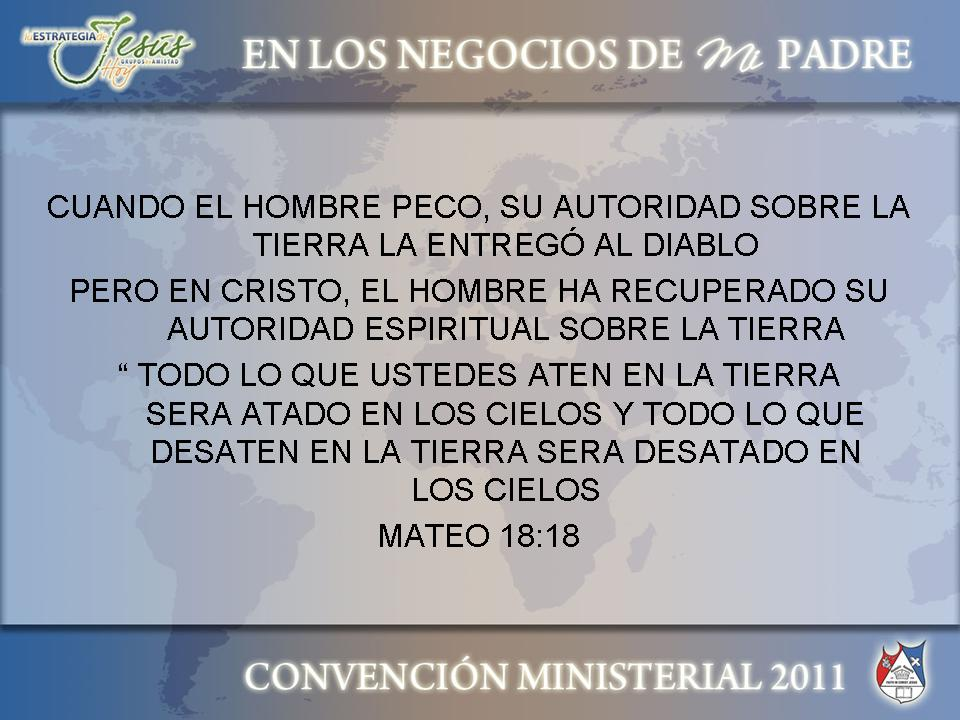 la ESTRATEGIA de
Jesús
GRUPOS de AMISTAD
Hoy
EN LOS NEGOCIOS DE Mi PADRE
CUANDO EL HOMBRE PECO, SU AUTORIDAD SOBRE LA
TIERRA LA ENTREGÓ AL DIABLO
PERO EN CRISTO, EL HOMBRE HA RECUPERADO SU
AUTORIDAD ESPIRITUAL SOBRE LA TIERRA
“ TODO LO QUE USTEDES ATEN EN LA TIERRA
SERA ATADO EN LOS CIELOS Y TODO LO QUE
DESATEN EN LA TIERRA SERA DESATADO EN
LOS CIELOS
MATEO 18:18
CONVENCIÓN MINISTERIAL 2011